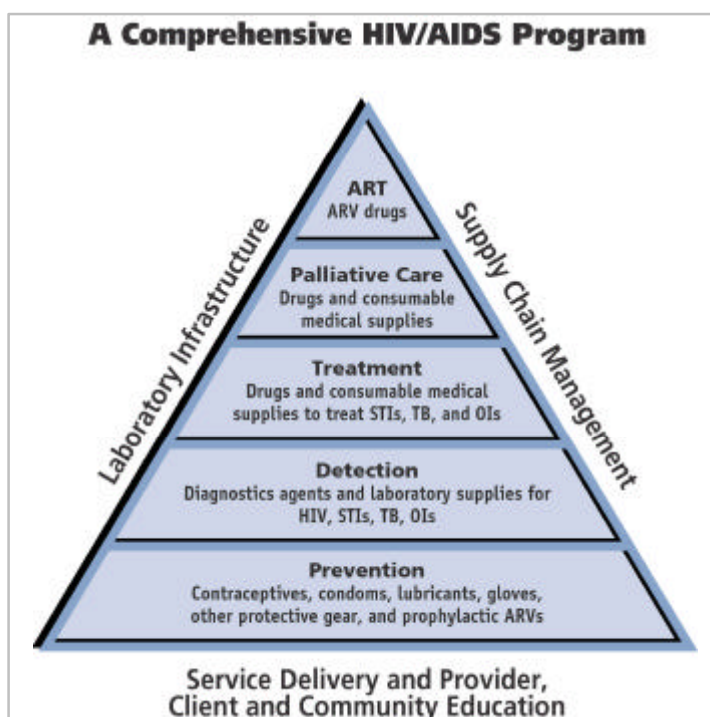 A Comprehensive HIV/AIDS Program
ART
ARV drugs
Palliative Care
Drugs and consumable
medical supplies
Treatment
Drugs and consumable medical
supplies to treat STIs, TB, and OIs
Detection
Diagnostics agents and laboratory supplies for
HIV, STIs, TB, OIs
Prevention
Contraceptives, condoms, lubricants, gloves,
other protective gear, and prophylactic ARVs
Laboratory Infrastructure
Supply Chain Management
Service Delivery and Provider,
Client and Community Education